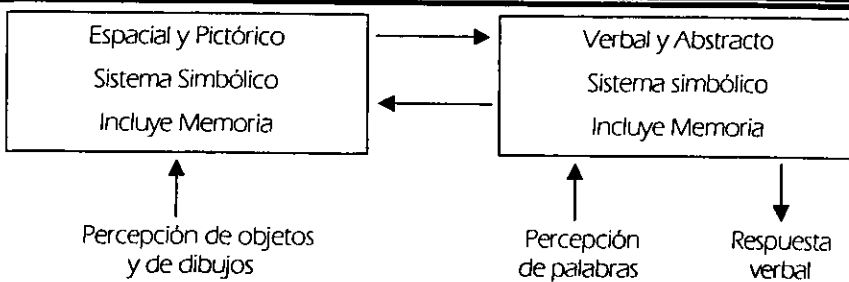 Espacial y Pictórico
Sistema Simbólico
Incluye Memoria
Verbal y Abstracto
Sistema simbólico
Incluye Memoria
Percepción de objetos
y de dibujos
Percepción
de palabras
Respuesta
verbal